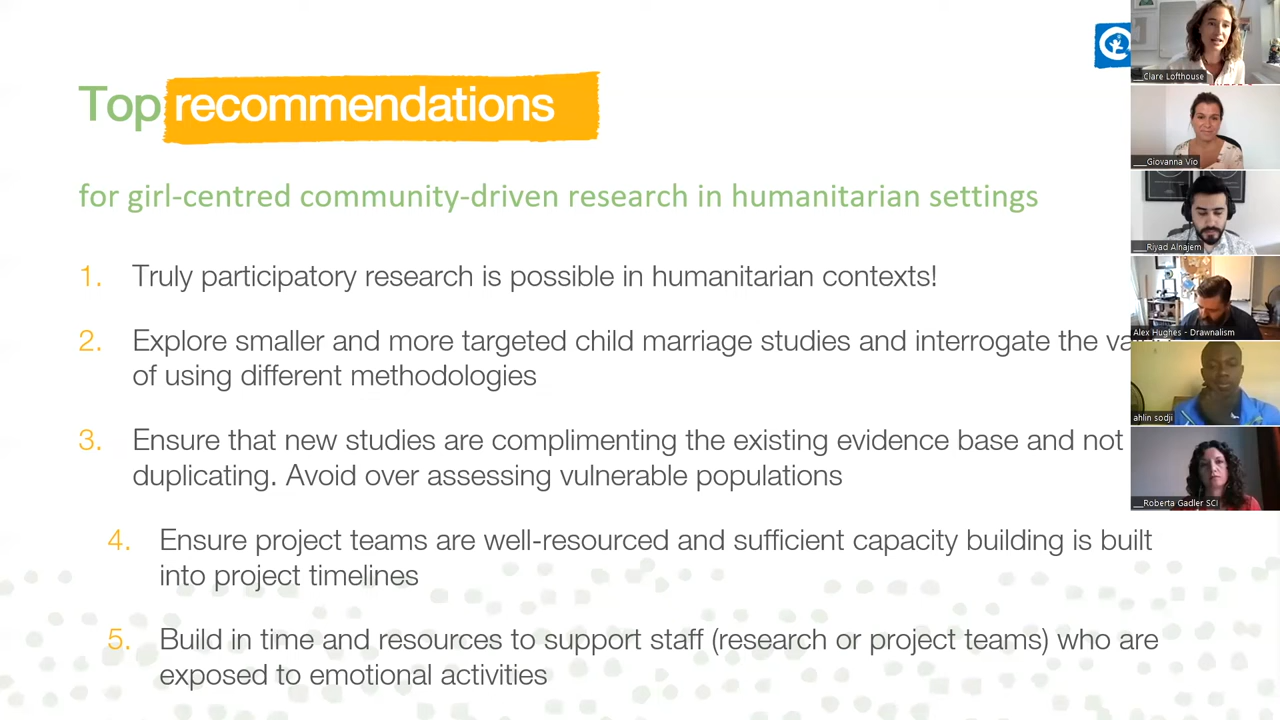 Top recommendations
for girl-centred community-driven research in humanitarian settings
1. Truly participatory research is possible in humanitarian contexts!
2. Explore smaller and more targeted child marriage studies and interrogate the
of using different methodologies
3. Ensure that new studies are complimenting the existing evidence base and not
duplicating. Avoid over assessing vulnerable populations
4. Ensure project teams are well-resourced and sufficient capacity building is built
into project timelines
5. Build in time and resources to support staff (research or project teams) who are
exposed to emotional activities
__Clare Lofthouse
___Giovanna Vio
__Riyad Alnajem
Alex Hughes - Drawnalism
ahlin sodji
__Roberta Gadler SCI